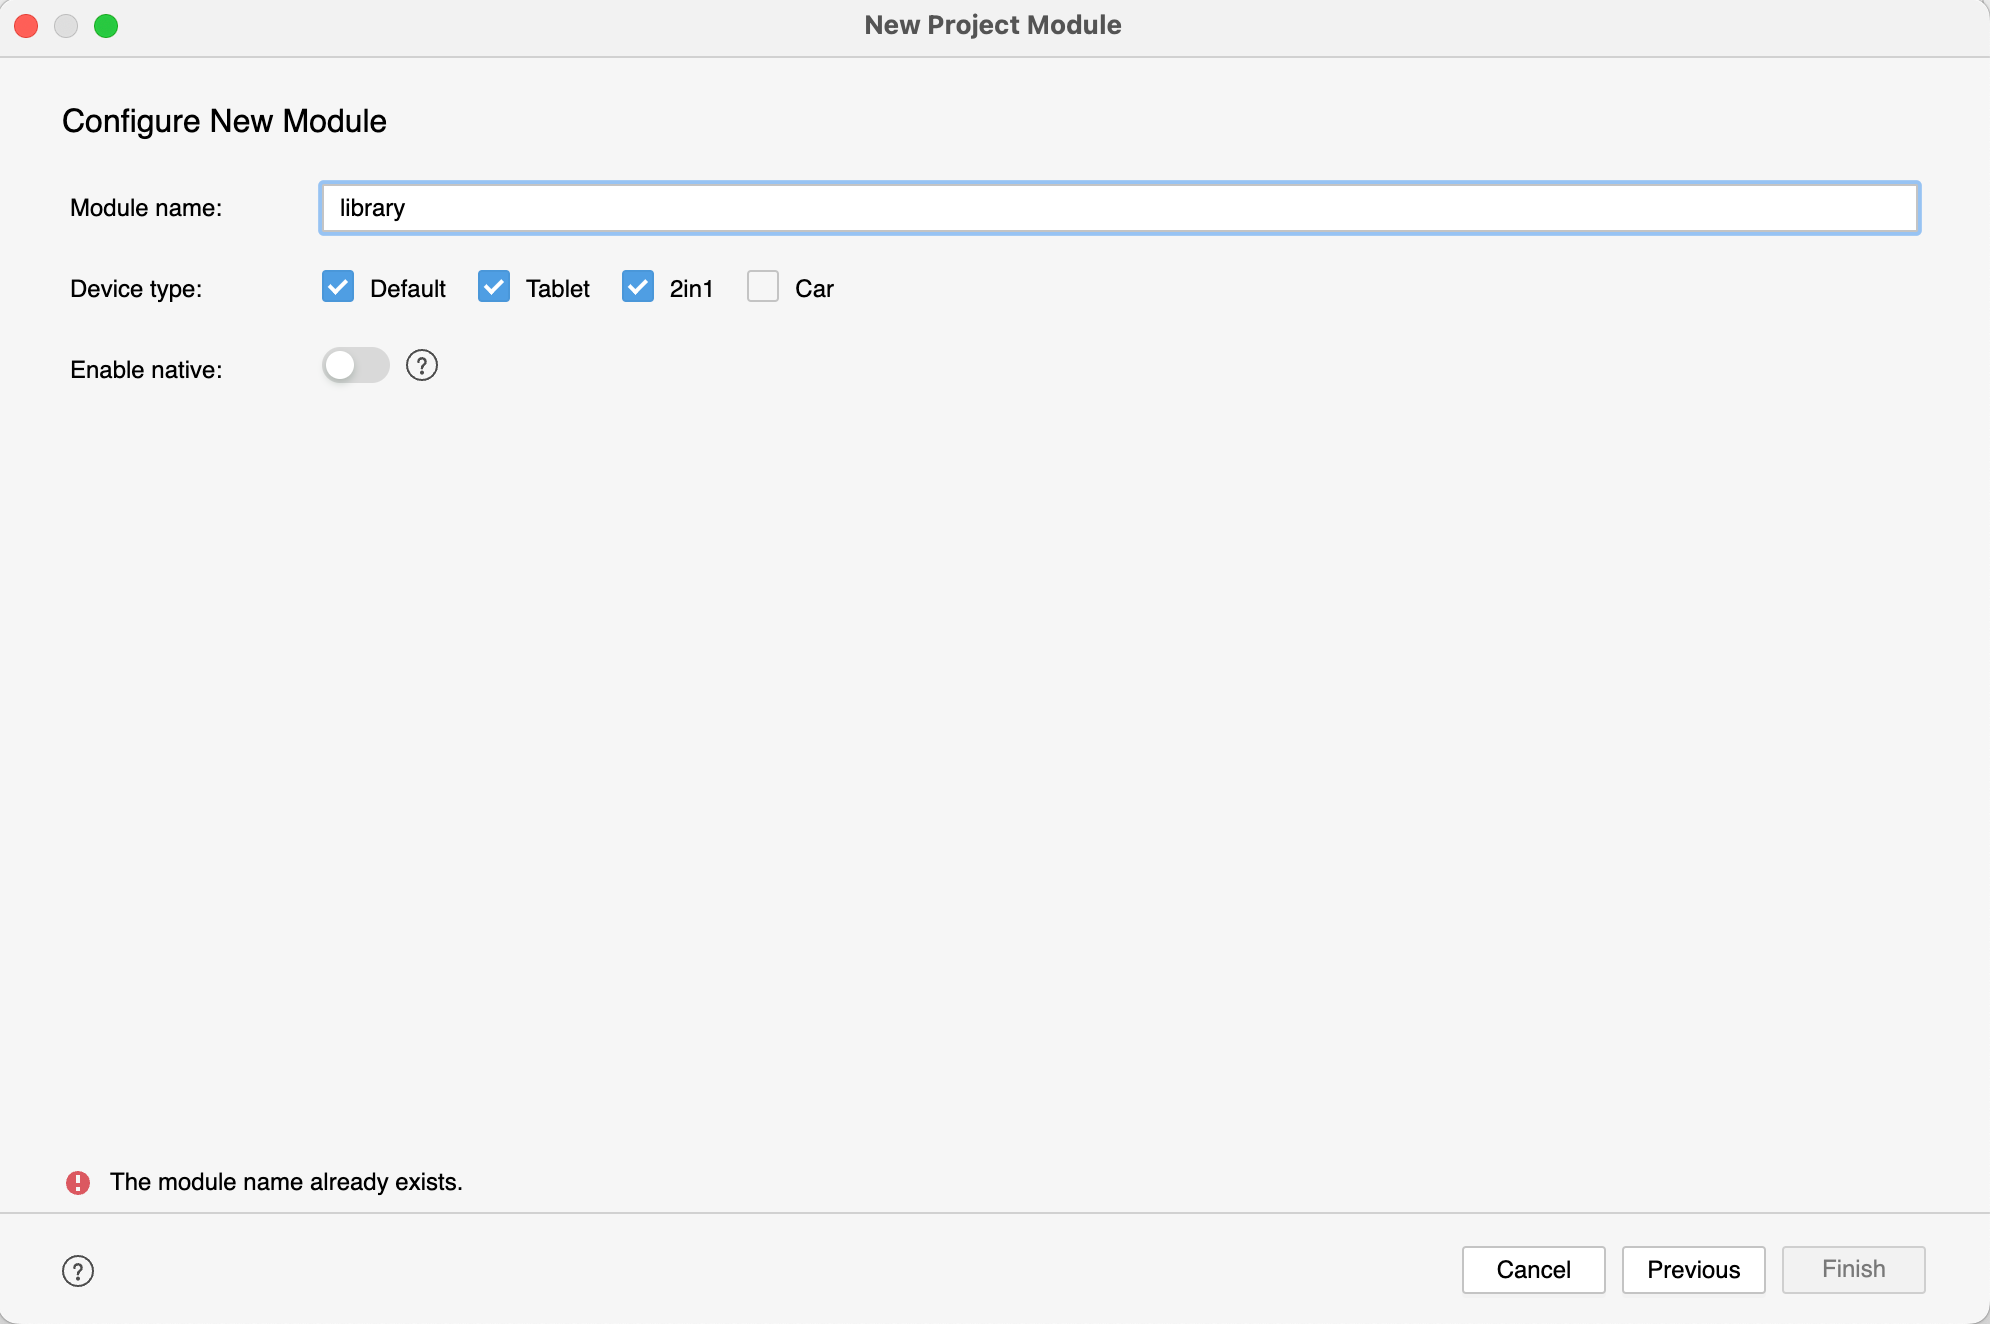 New Project Module
Configure New Module
Module name: library
Device type: Default Tablet 2in1 Car
Enable native: ?
The module name already exists.
? Cancel Previous Finish